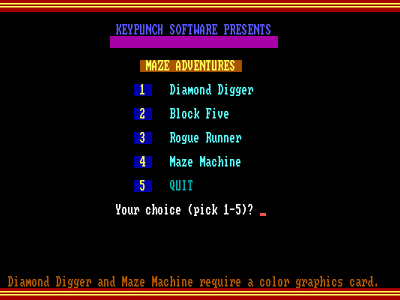 KEYPUNCH SOFTWARE PRESENTS
MAZE ADVENTURES
1 Diamond Digger
2 Block Five
3 Rogue Runner
4 Maze Machine
5 QUIT
Your choice (pick 1-5)? _
Diamond Digger and Maze Machine require a color graphics card.